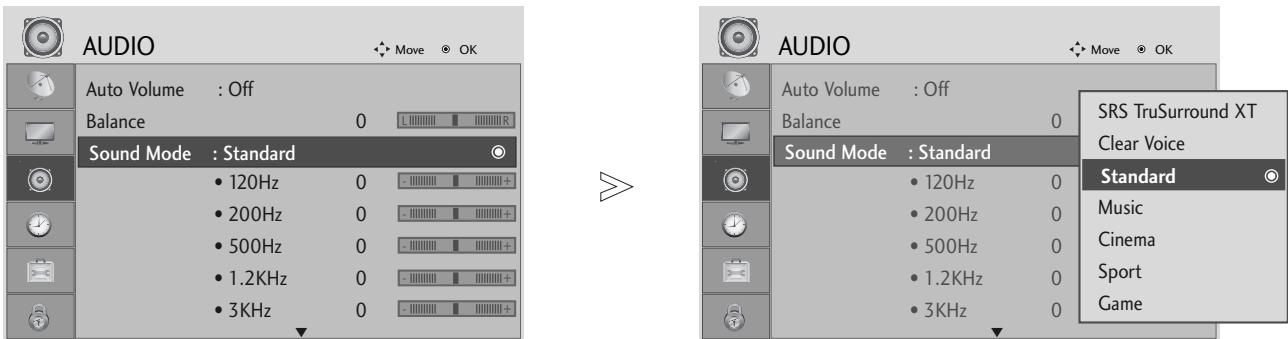 AUDIO Move OK
Auto Volume : Off
Balance 0 L R
Sound Mode : Standard
• 120Hz 0 - +
• 200Hz 0 - +
• 500Hz 0 - +
• 1.2KHz 0 - +
• 3KHz 0 - +
AUDIO Move OK
Auto Volume : Off
Balance 0
Sound Mode : Standard
• 120Hz 0
• 200Hz 0
• 500Hz 0
• 1.2KHz 0
• 3KHz 0
SRS TruSurround XT
Clear Voice
Standard
Music
Cinema
Sport
Game